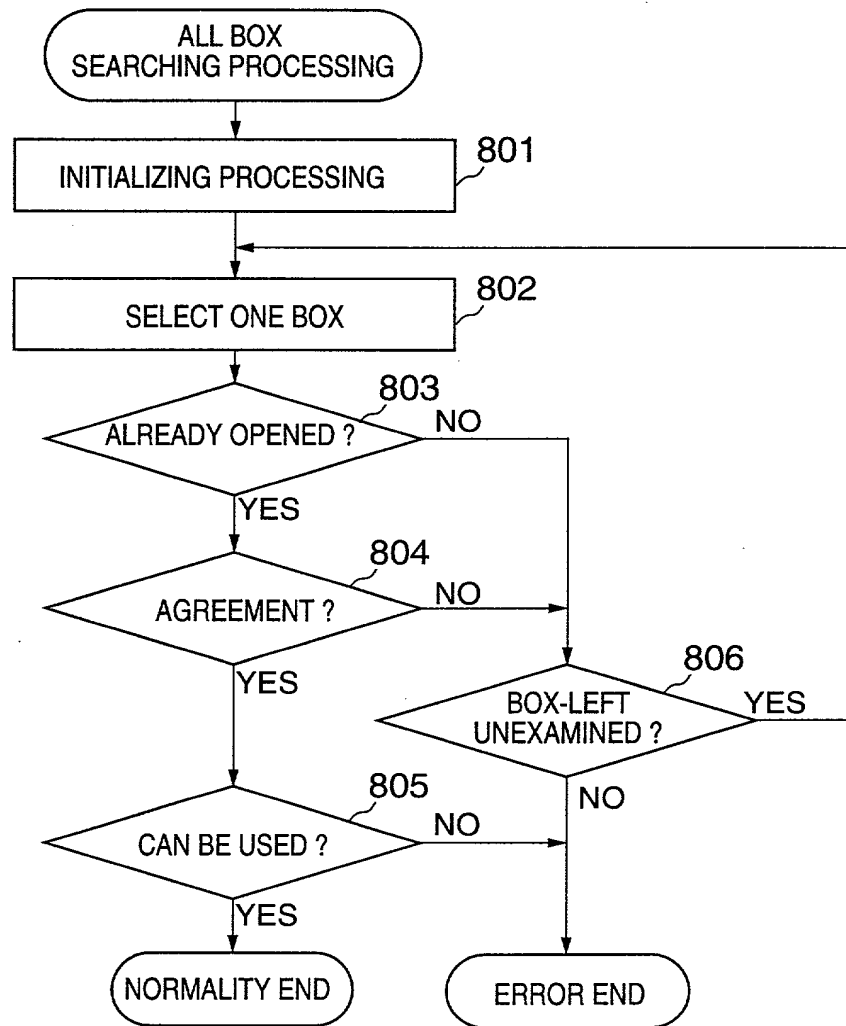 ALL BOX
SEARCHING PROCESSING
801
INITIALIZING PROCESSING
802
SELECT ONE BOX
803
ALREADY OPENED ?
NO
YES
804
AGREEMENT ?
NO
YES
806
BOX-LEFT
UNEXAMINED ?
YES
NO
805
CAN BE USED ?
NO
YES
NORMALITY END
ERROR END